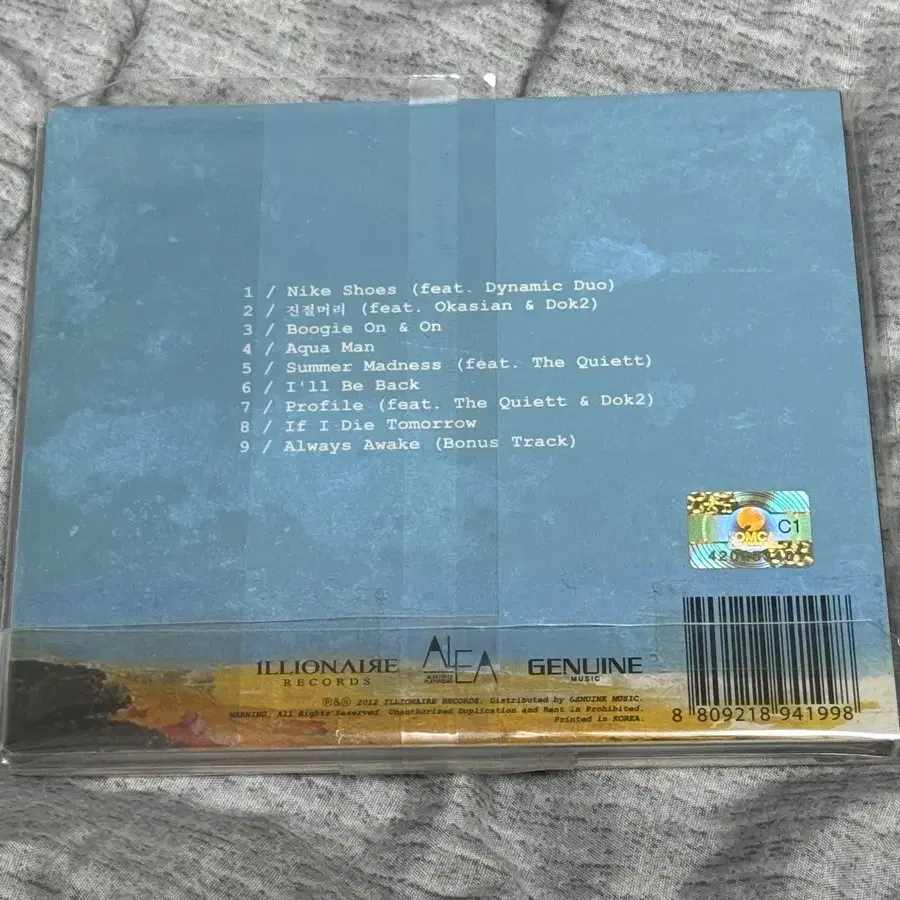 1 / Nike Shoes (feat. Dynamic Duo)
2 / 진절머리 (feat. Okasian & Dok2)
3 / Boogie On & On
4 / Aqua Man
5 / Summer Madness (feat. The Quiett)
6 / I'll Be Back
7 / Profile (feat. The Quiett & Dok2)
8 / If I Die Tomorrow
9 / Always Awake (Bonus Track)
C1
1LLIONAIRE
RECORDS
ALEA
GENUINE
MUSIC
℗&© 2012 ILLIONAIRE RECORDS. Distributed by GENUINE MUSIC.
WARNING. All Rights Reserved. Unauthorized Duplication and Rent is Prohibited.
Printed in KOREA.
8 809218 941998